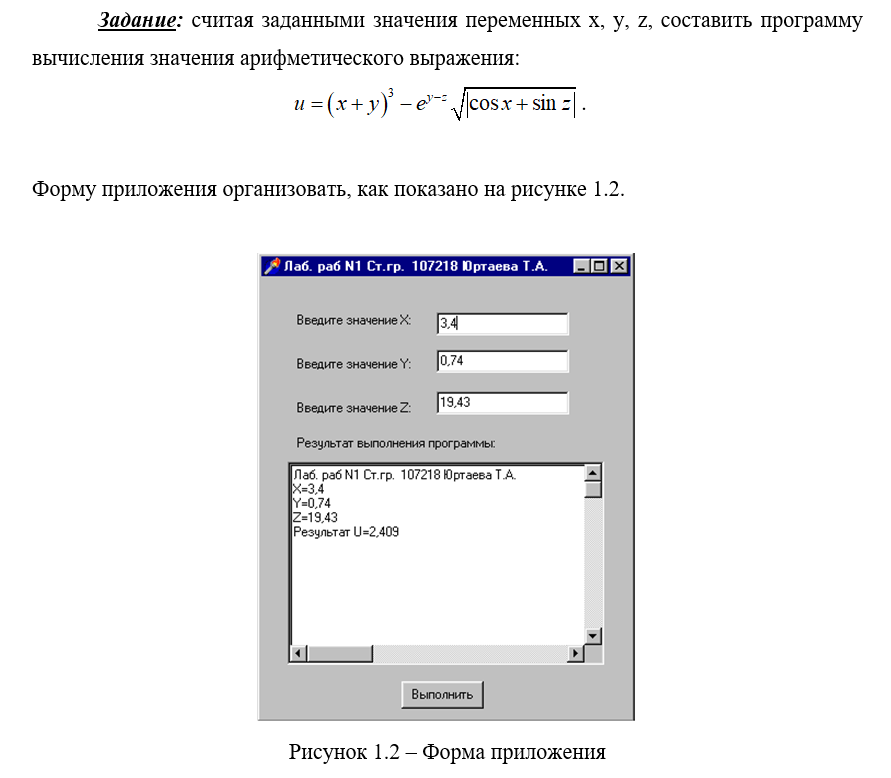 Задание: считая заданными значения переменных x, y, z, составить программу
вычисления значения арифметического выражения:
u = (x + y)³ − e^{y−z} √|cos x + sin z| .
Форму приложения организовать, как показано на рисунке 1.2.
Лаб. раб N1 Ст.гр. 107218 Юртаева Т.А.
Введите значение X:
3,4
Введите значение Y:
0,74
Введите значение Z:
19,43
Результат выполнения программы:
Лаб. раб N1 Ст.гр. 107218 Юртаева Т.А.
X=3,4
Y=0,74
Z=19,43
Результат U=2,409
Выполнить
Рисунок 1.2 – Форма приложения